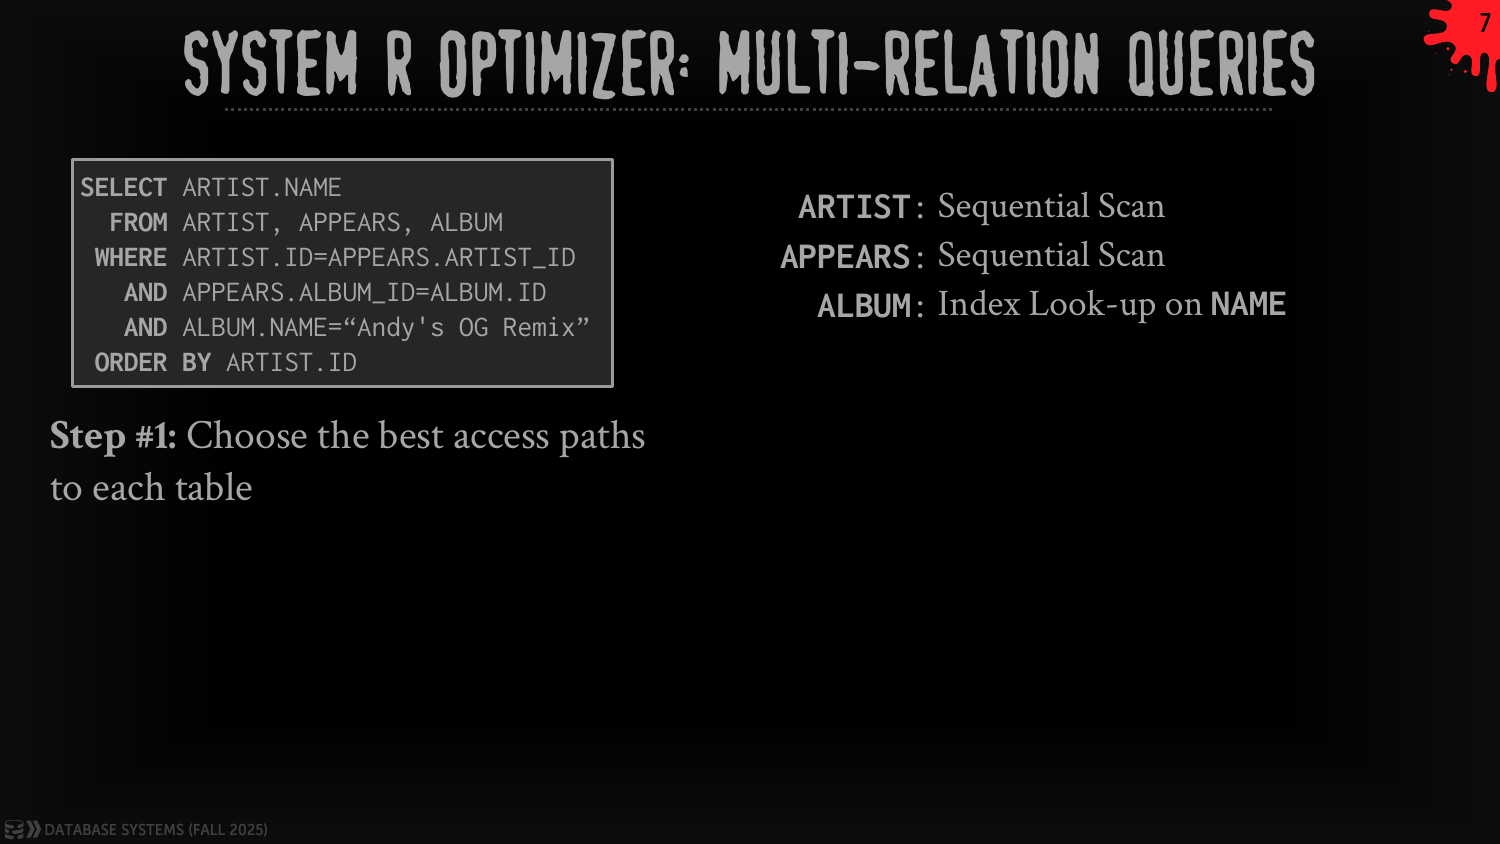 7
SYSTEM R OPTIMIZER: MULTI-RELATION QUERIES
SELECT ARTIST.NAME
FROM ARTIST, APPEARS, ALBUM
WHERE ARTIST.ID=APPEARS.ARTIST_ID
AND APPEARS.ALBUM_ID=ALBUM.ID
AND ALBUM.NAME=“Andy's OG Remix”
ORDER BY ARTIST.ID
Step #1: Choose the best access paths
to each table
ARTIST: Sequential Scan
APPEARS: Sequential Scan
ALBUM: Index Look-up on NAME
DATABASE SYSTEMS (FALL 2025)